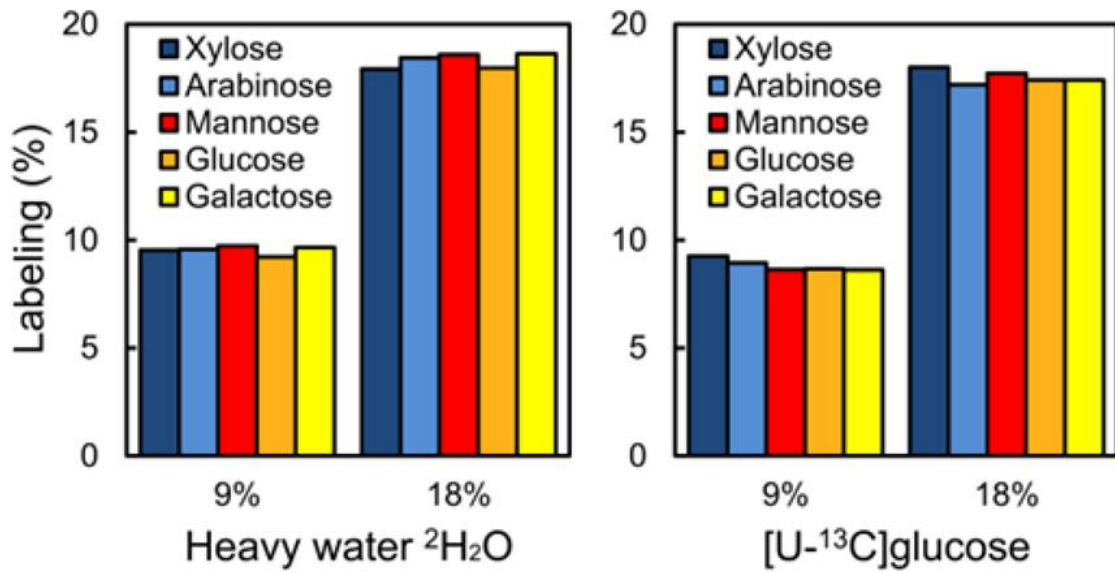 Labeling (%)
20
15
10
5
0
Xylose
Arabinose
Mannose
Glucose
Galactose
9%
18%
Heavy water ²H₂O
20
15
10
5
0
Xylose
Arabinose
Mannose
Glucose
Galactose
9%
18%
[U-¹³C]glucose